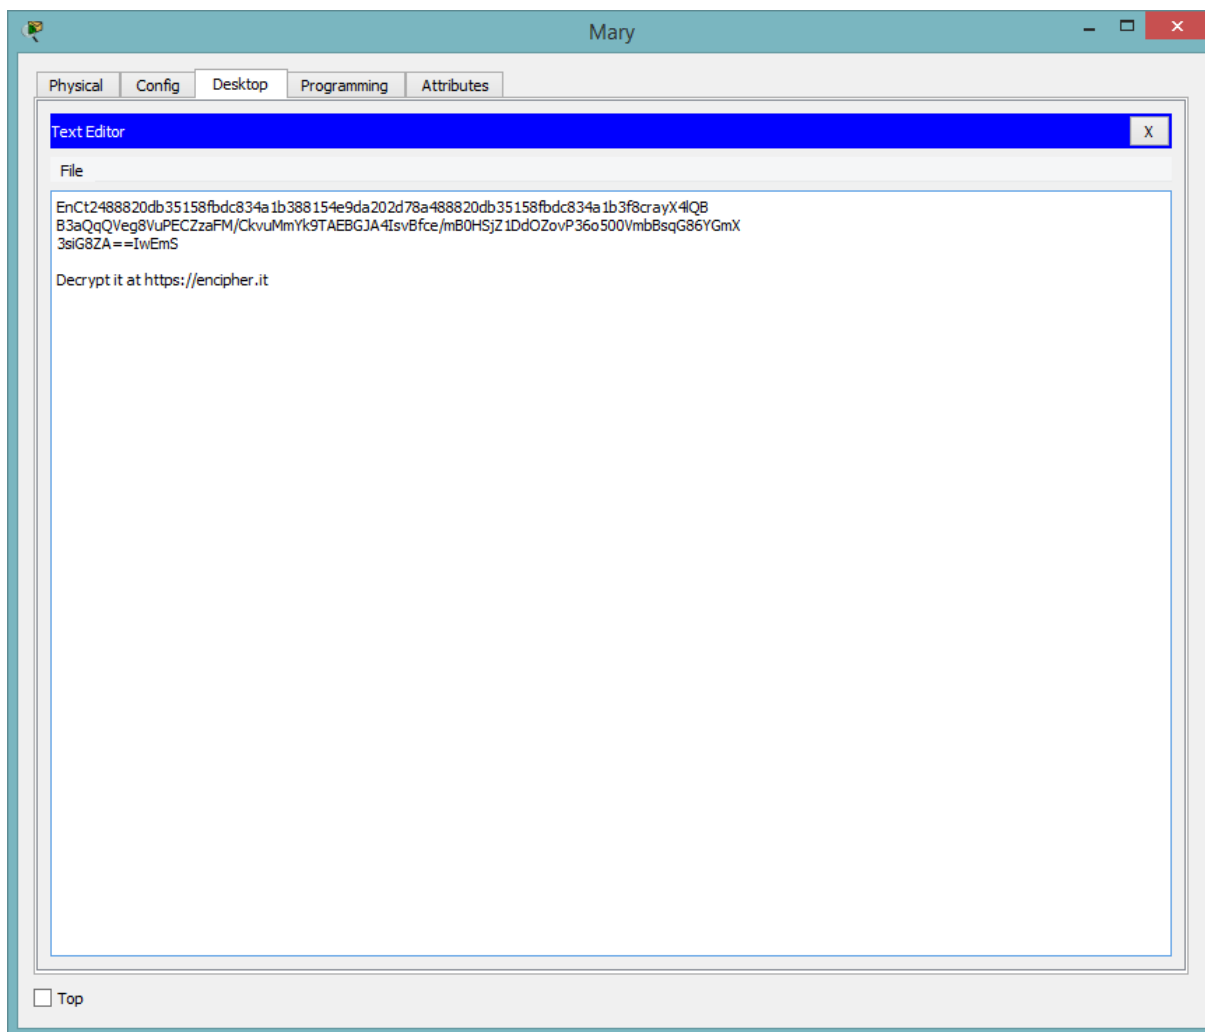 Mary
Physical
Config
Desktop
Programming
Attributes
Text Editor
X
File
EnCt2488820db35158fbdc834a1b388154e9da202d78a488820db35158fbdc834a1b3f8crayX4lQB
B3aQqQVeg8VuPECZzaFM/CkvuMmYk9TAEBGJA4IsvBfce/mB0HSjZ1DdOZovP36o500VmbBsqG86YGmX
3siG8ZA==IwEmS
Decrypt it at https://encipher.it
Top